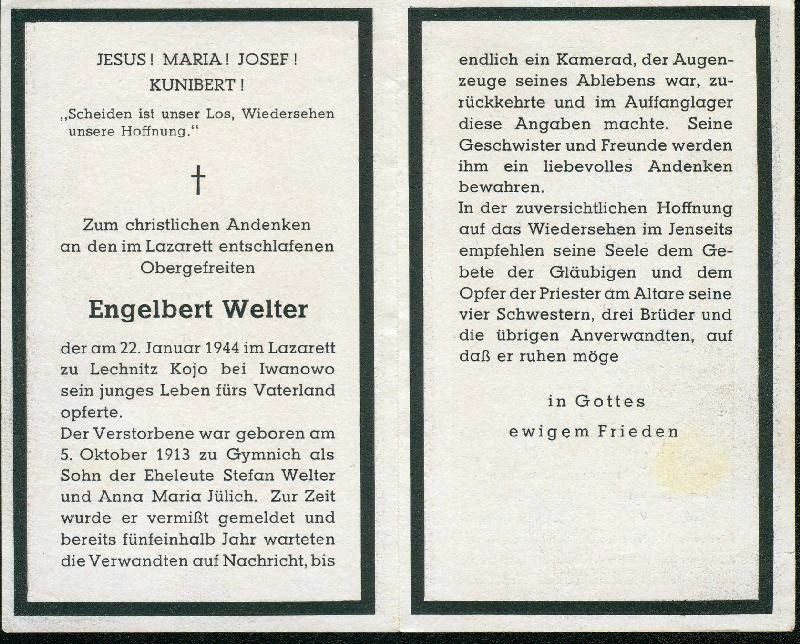 JESUS! MARIA! JOSEF!
KUNIBERT!
„Scheiden ist unser Los, Wiedersehen
unsere Hoffnung."
Zum christlichen Andenken
an den im Lazarett entschlafenen
Obergefreiten
Engelbert Welter
der am 22. Januar 1944 im Lazarett
zu Lechnitz Kojo bei Iwanowo
sein junges Leben fürs Vaterland
opferte.
Der Verstorbene war geboren am
5. Oktober 1913 zu Gymnich als
Sohn der Eheleute Stefan Welter
und Anna Maria Jülich. Zur Zeit
wurde er vermißt gemeldet und
bereits fünfeinhalb Jahr warteten
die Verwandten auf Nachricht, bis
endlich ein Kamerad, der Augen-
zeuge seines Ablebens war, zu-
rückkehrte und im Auffanglager
diese Angaben machte. Seine
Geschwister und Freunde werden
ihm ein liebevolles Andenken
bewahren.
In der zuversichtlichen Hoffnung
auf das Wiedersehen im Jenseits
empfehlen seine Seele dem Ge-
bete der Gläubigen und dem
Opfer der Priester am Altare seine
vier Schwestern, drei Brüder und
die übrigen Anverwandten, auf
daß er ruhen möge
in Gottes
ewigem Frieden